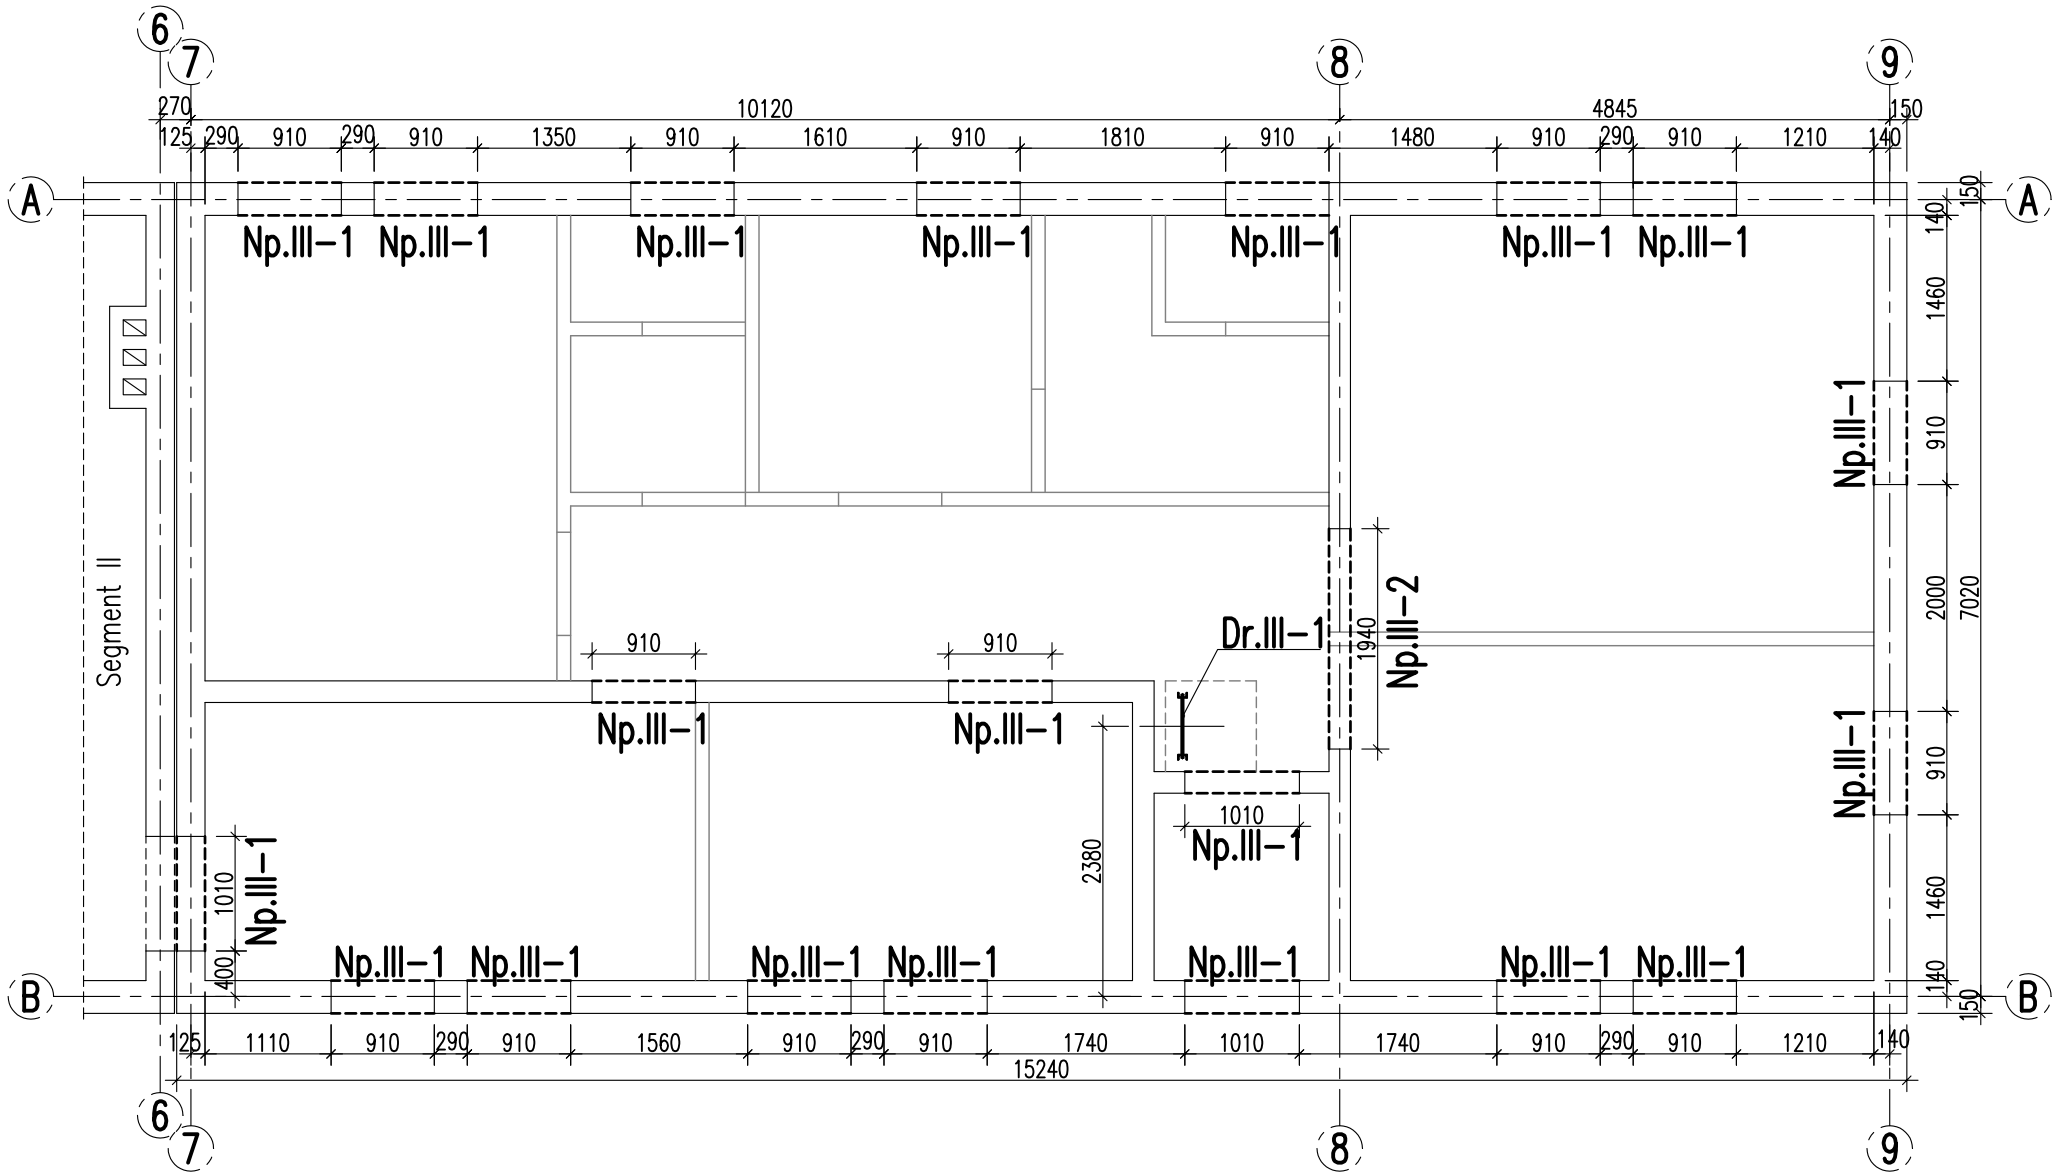 6
7
8
9
270
10120
4845
150
125
290
910
290
910
1350
910
1610
910
1810
910
1480
910
290
910
1210
140
A
A
150
140
Np.III-1
Np.III-1
Np.III-1
Np.III-1
Np.III-1
Np.III-1
Np.III-1
1460
Np.III-1
910
Segment II
2000
7020
Np.III-2
1940
Dr.III-1
910
910
Np.III-1
Np.III-1
Np.III-1
910
1010
Np.III-1
2380
1010
Np.III-1
400
1460
Np.III-1
Np.III-1
Np.III-1
Np.III-1
Np.III-1
Np.III-1
Np.III-1
140
150
B
B
125
1110
910
290
910
1560
910
290
910
1740
1010
1740
910
290
910
1210
140
15240
6
7
8
9